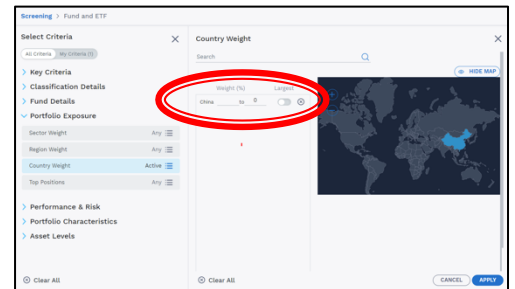 Screening > Fund and ETF
Select Criteria
All Criteria My Criteria (1)
Key Criteria
Classification Details
Fund Details
Portfolio Exposure
Sector Weight Any
Region Weight Any
Country Weight Active
Top Positions Any
Performance & Risk
Portfolio Characteristics
Asset Levels
Clear All
Country Weight
Search
HIDE MAP
Weight (%) Largest
China to 0
Clear All
CANCEL APPLY